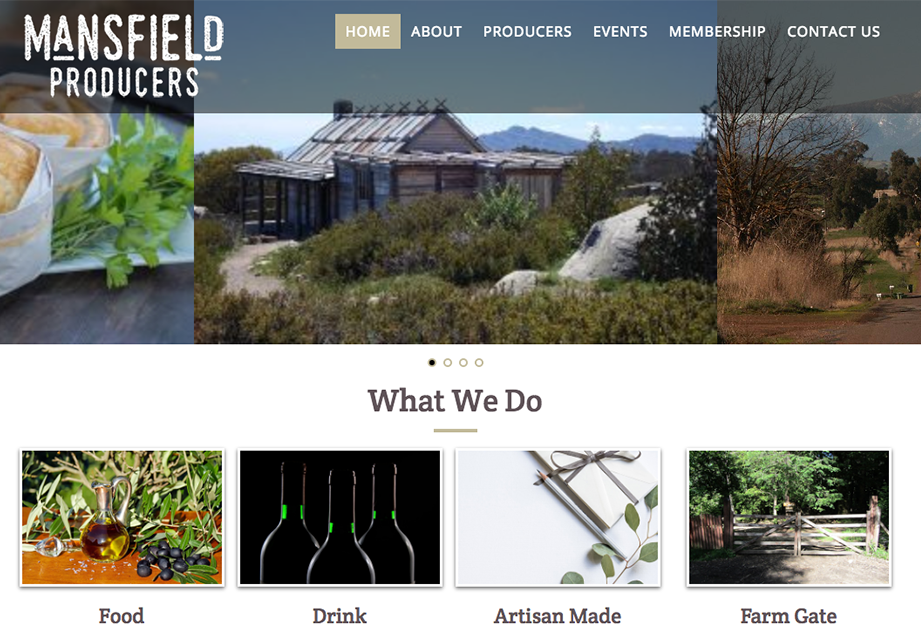 MANSFIELD
PRODUCERS
HOME ABOUT PRODUCERS EVENTS MEMBERSHIP CONTACT US
What We Do
Food Drink Artisan Made Farm Gate